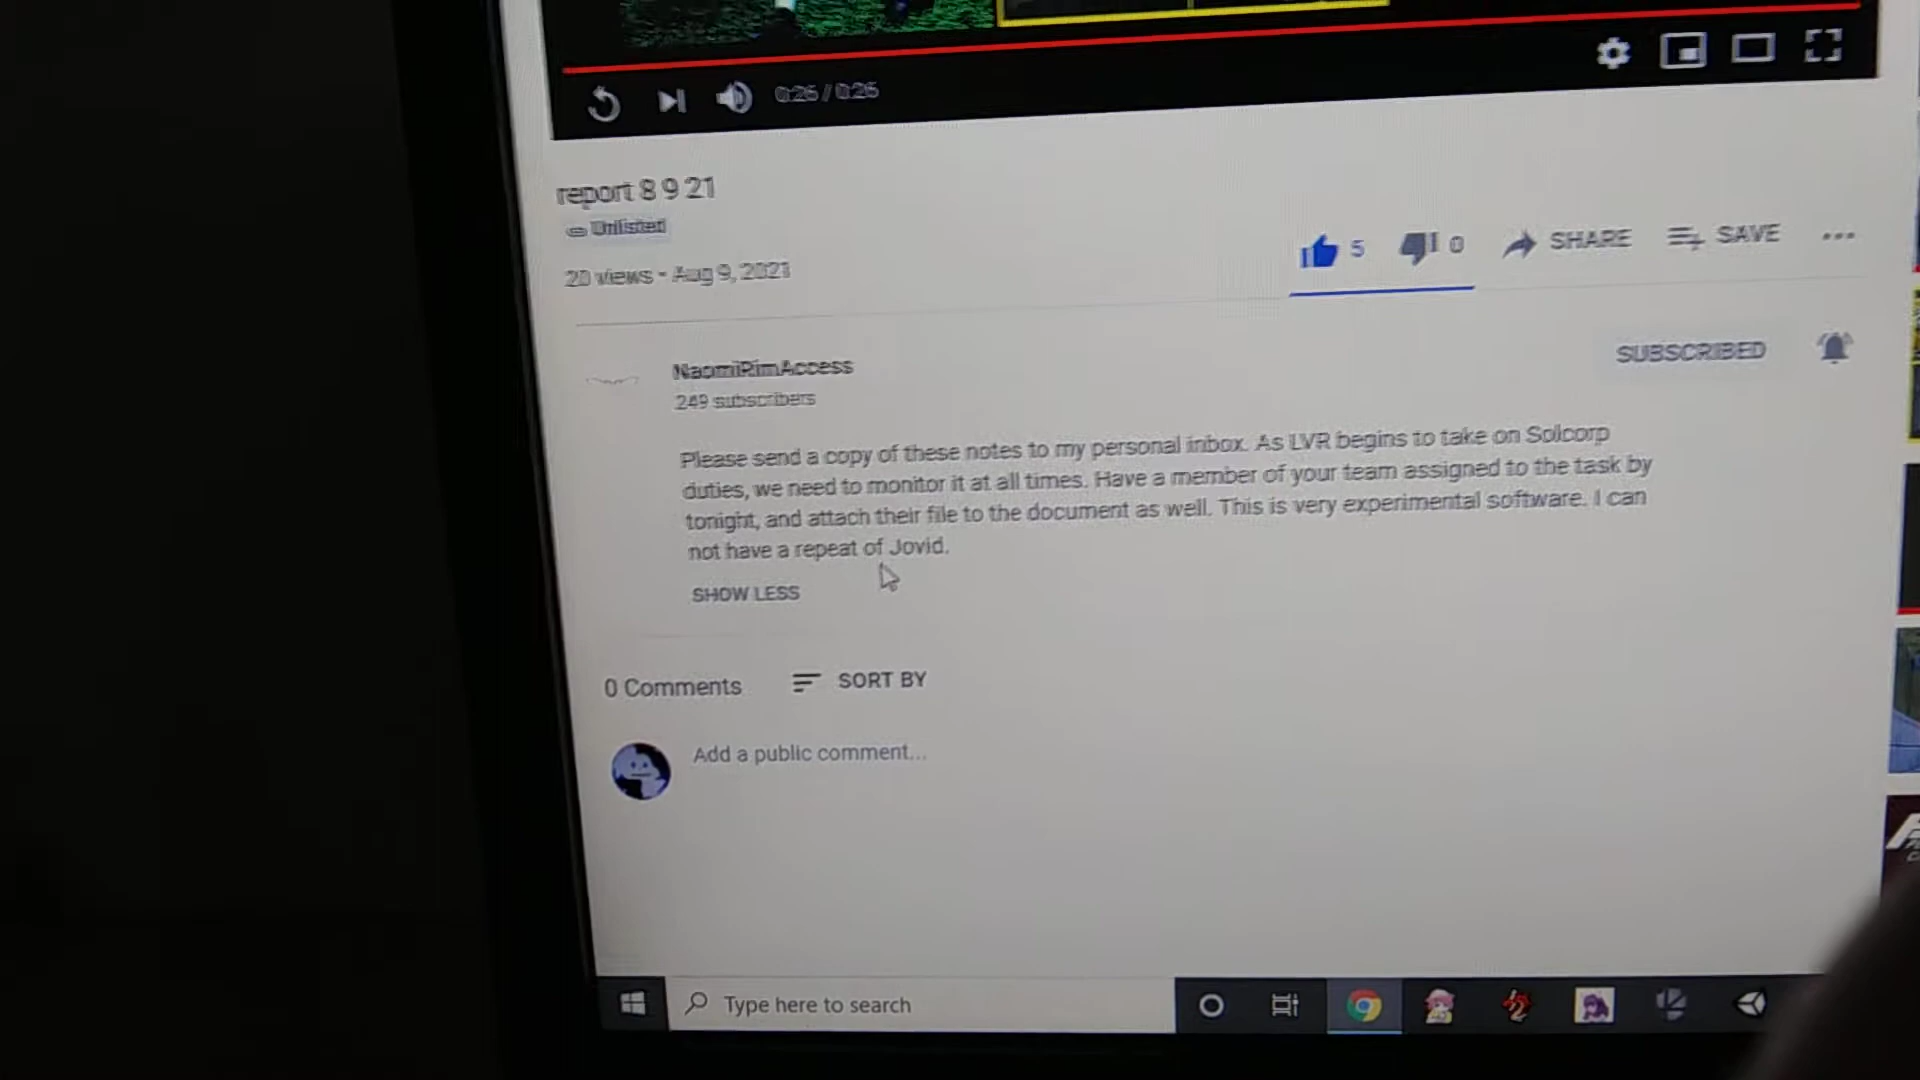 0:26 / 0:26
report 8 9 21
Unlisted
20 views • Aug 9, 2021
5
0
SHARE
SAVE
NaomiRimAccess
249 subscribers
SUBSCRIBED
Please send a copy of these notes to my personal inbox. As LVR begins to take on Solcorp
duties, we need to monitor it at all times. Have a member of your team assigned to the task by
tonight, and attach their file to the document as well. This is very experimental software. I can
not have a repeat of Jovid.
SHOW LESS
0 Comments
SORT BY
Add a public comment...
Type here to search